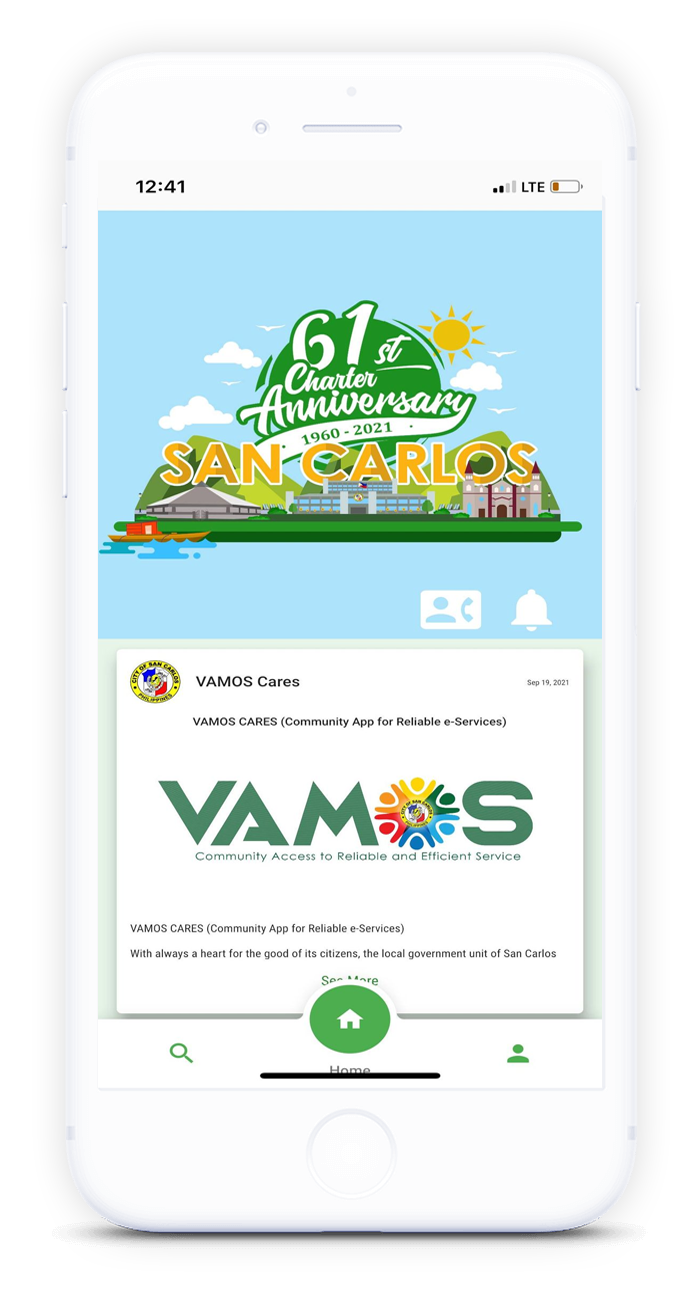 12:41
LTE
61st
Charter
Anniversary
1960 - 2021
SAN CARLOS
CITY OF SAN CARLOS
PHILIPPINES
VAMOS Cares
Sep 19, 2021
VAMOS CARES (Community App for Reliable e-Services)
VAMOS
Community Access to Reliable and Efficient Service
VAMOS CARES (Community App for Reliable e-Services)
With always a heart for the good of its citizens, the local government unit of San Carlos
See More
Home